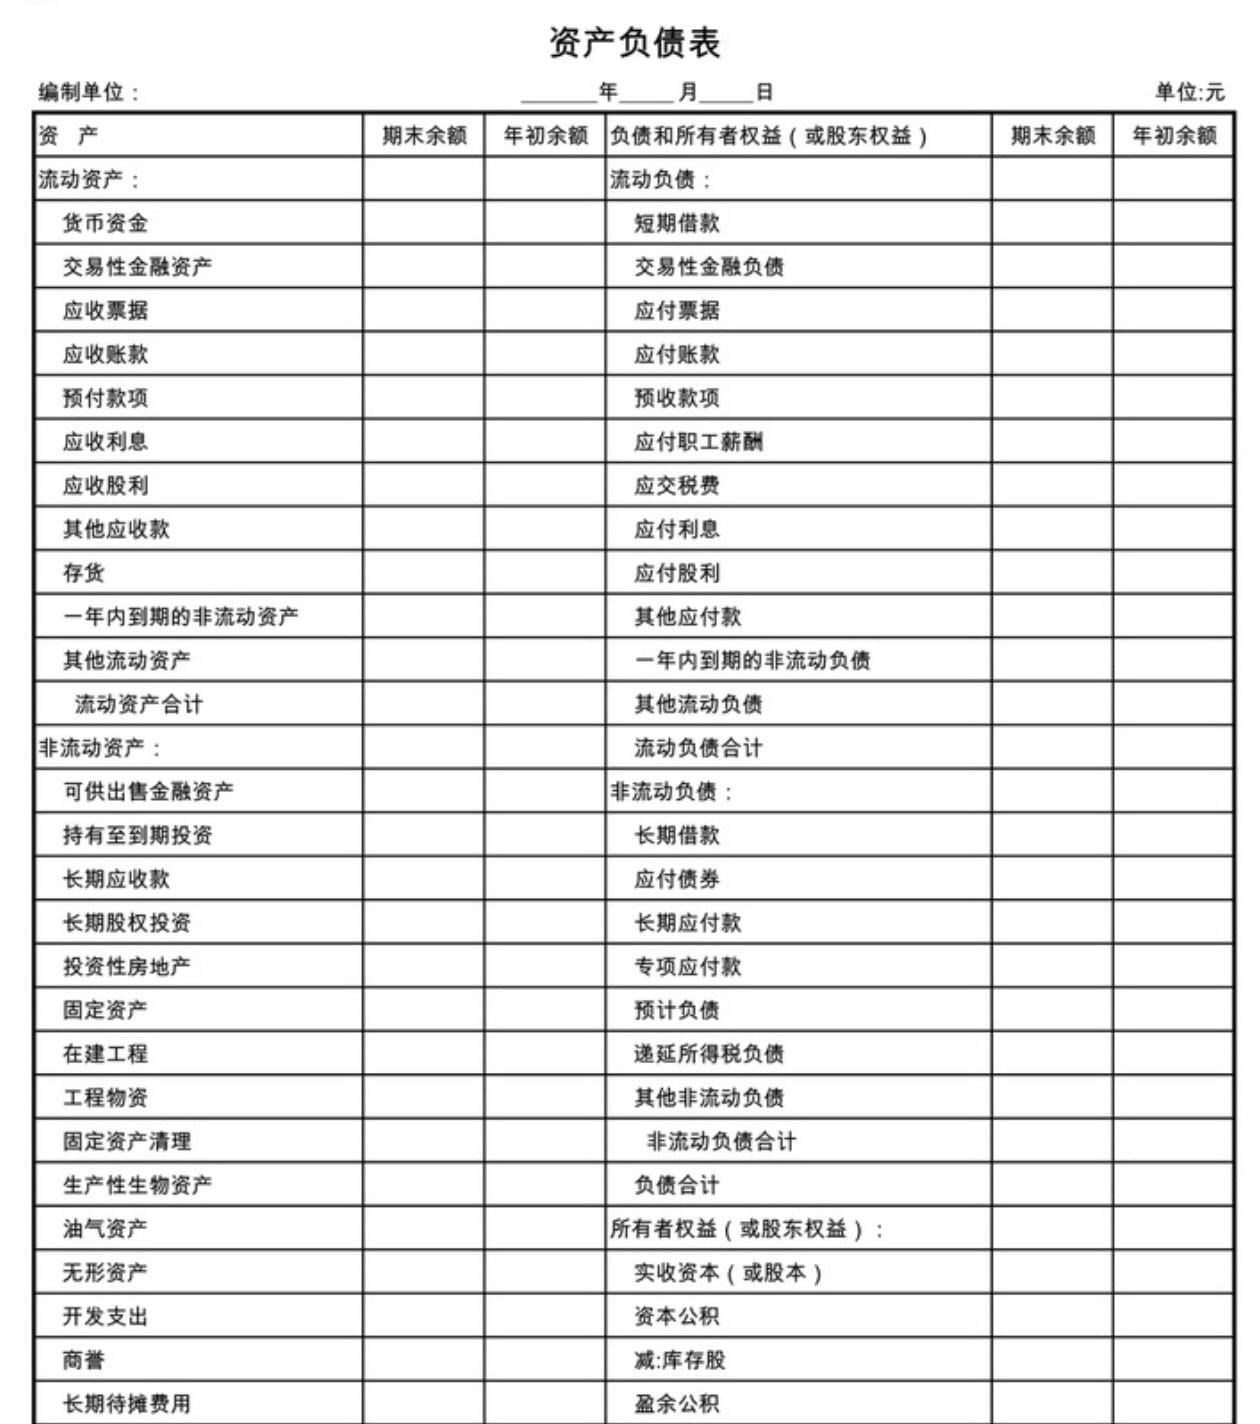 资产负债表
编制单位： ______年____ 月____日 单位:元
资 产 期末余额 年初余额 负债和所有者权益（或股东权益） 期末余额 年初余额
流动资产： 流动负债：
货币资金 短期借款
交易性金融资产 交易性金融负债
应收票据 应付票据
应收账款 应付账款
预付款项 预收款项
应收利息 应付职工薪酬
应收股利 应交税费
其他应收款 应付利息
存货 应付股利
一年内到期的非流动资产 其他应付款
其他流动资产 一年内到期的非流动负债
流动资产合计 其他流动负债
非流动资产： 流动负债合计
可供出售金融资产 非流动负债：
持有至到期投资 长期借款
长期应收款 应付债券
长期股权投资 长期应付款
投资性房地产 专项应付款
固定资产 预计负债
在建工程 递延所得税负债
工程物资 其他非流动负债
固定资产清理 非流动负债合计
生产性生物资产 负债合计
油气资产 所有者权益（或股东权益）：
无形资产 实收资本（或股本）
开发支出 资本公积
商誉 减:库存股
长期待摊费用 盈余公积